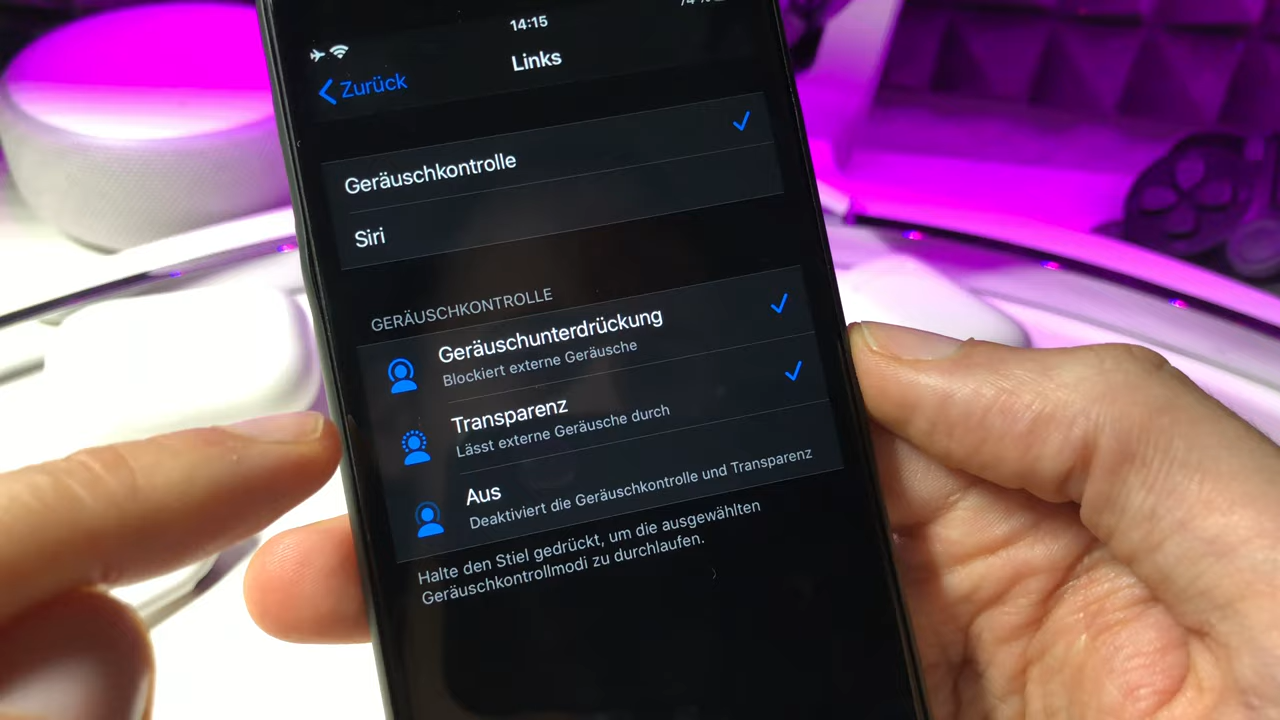 14:15
Zurück
Links
Geräuschkontrolle
Siri
GERÄUSCHKONTROLLE
Geräuschunterdrückung
Blockiert externe Geräusche
Transparenz
Lässt externe Geräusche durch
Aus
Deaktiviert die Geräuschkontrolle und Transparenz
Halte den Stiel gedrückt, um die ausgewählten
Geräuschkontrollmodi zu durchlaufen.